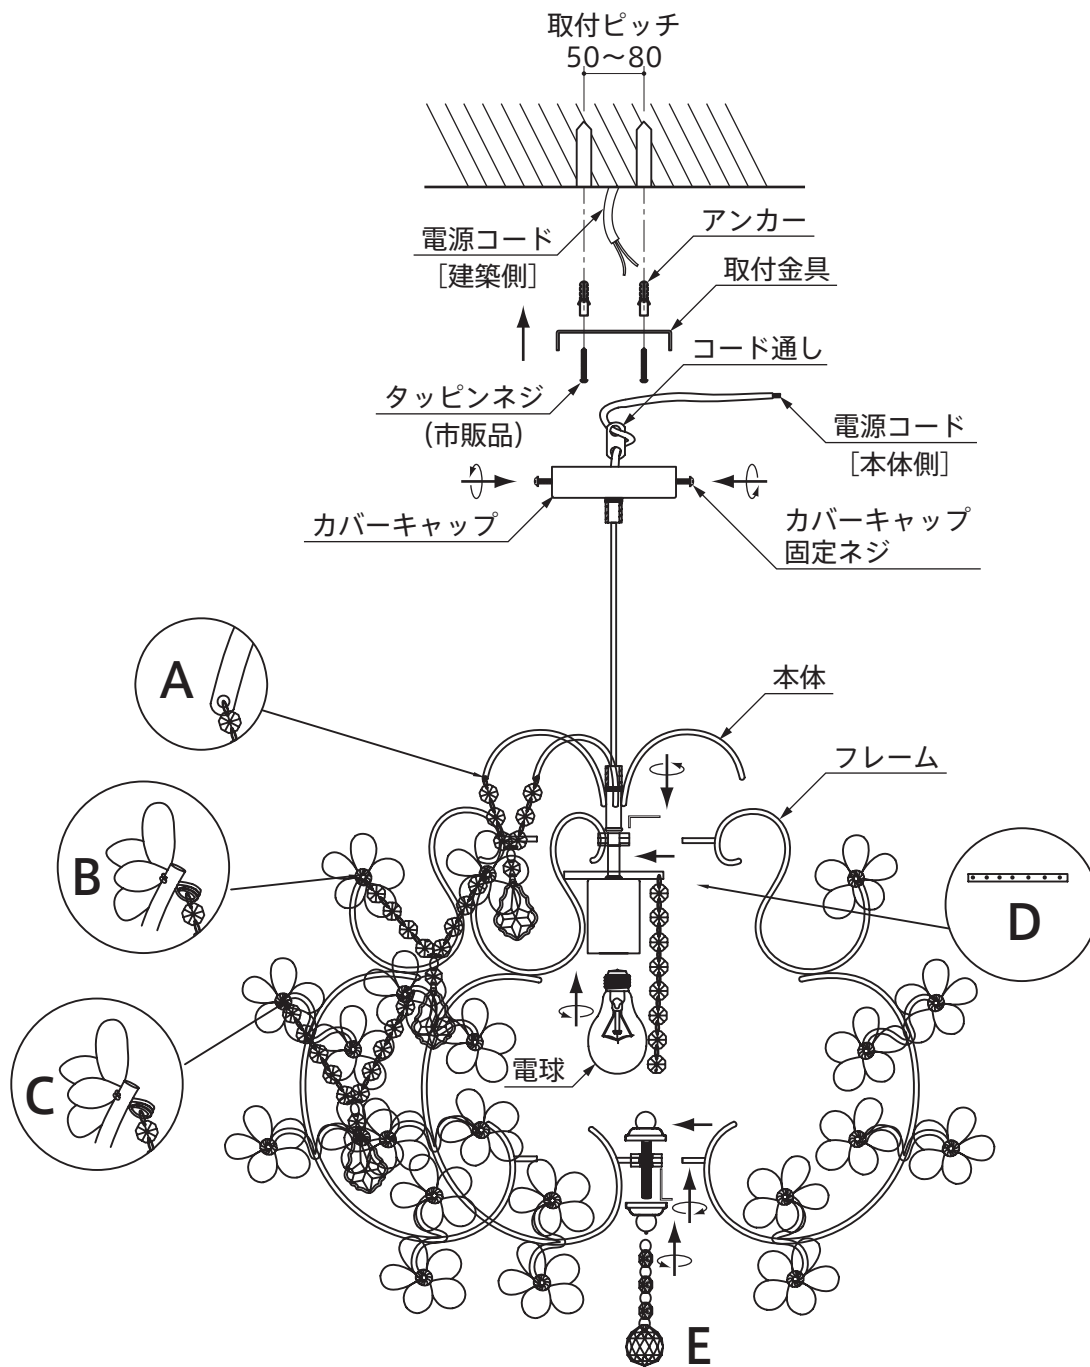 取付ピッチ
50～80
アンカー
電源コード
［建築側］
取付金具
コード通し
タッピンネジ
(市販品)
電源コード
［本体側］
カバーキャップ
カバーキャップ
固定ネジ
A
本体
フレーム
B
D
C
電球
E